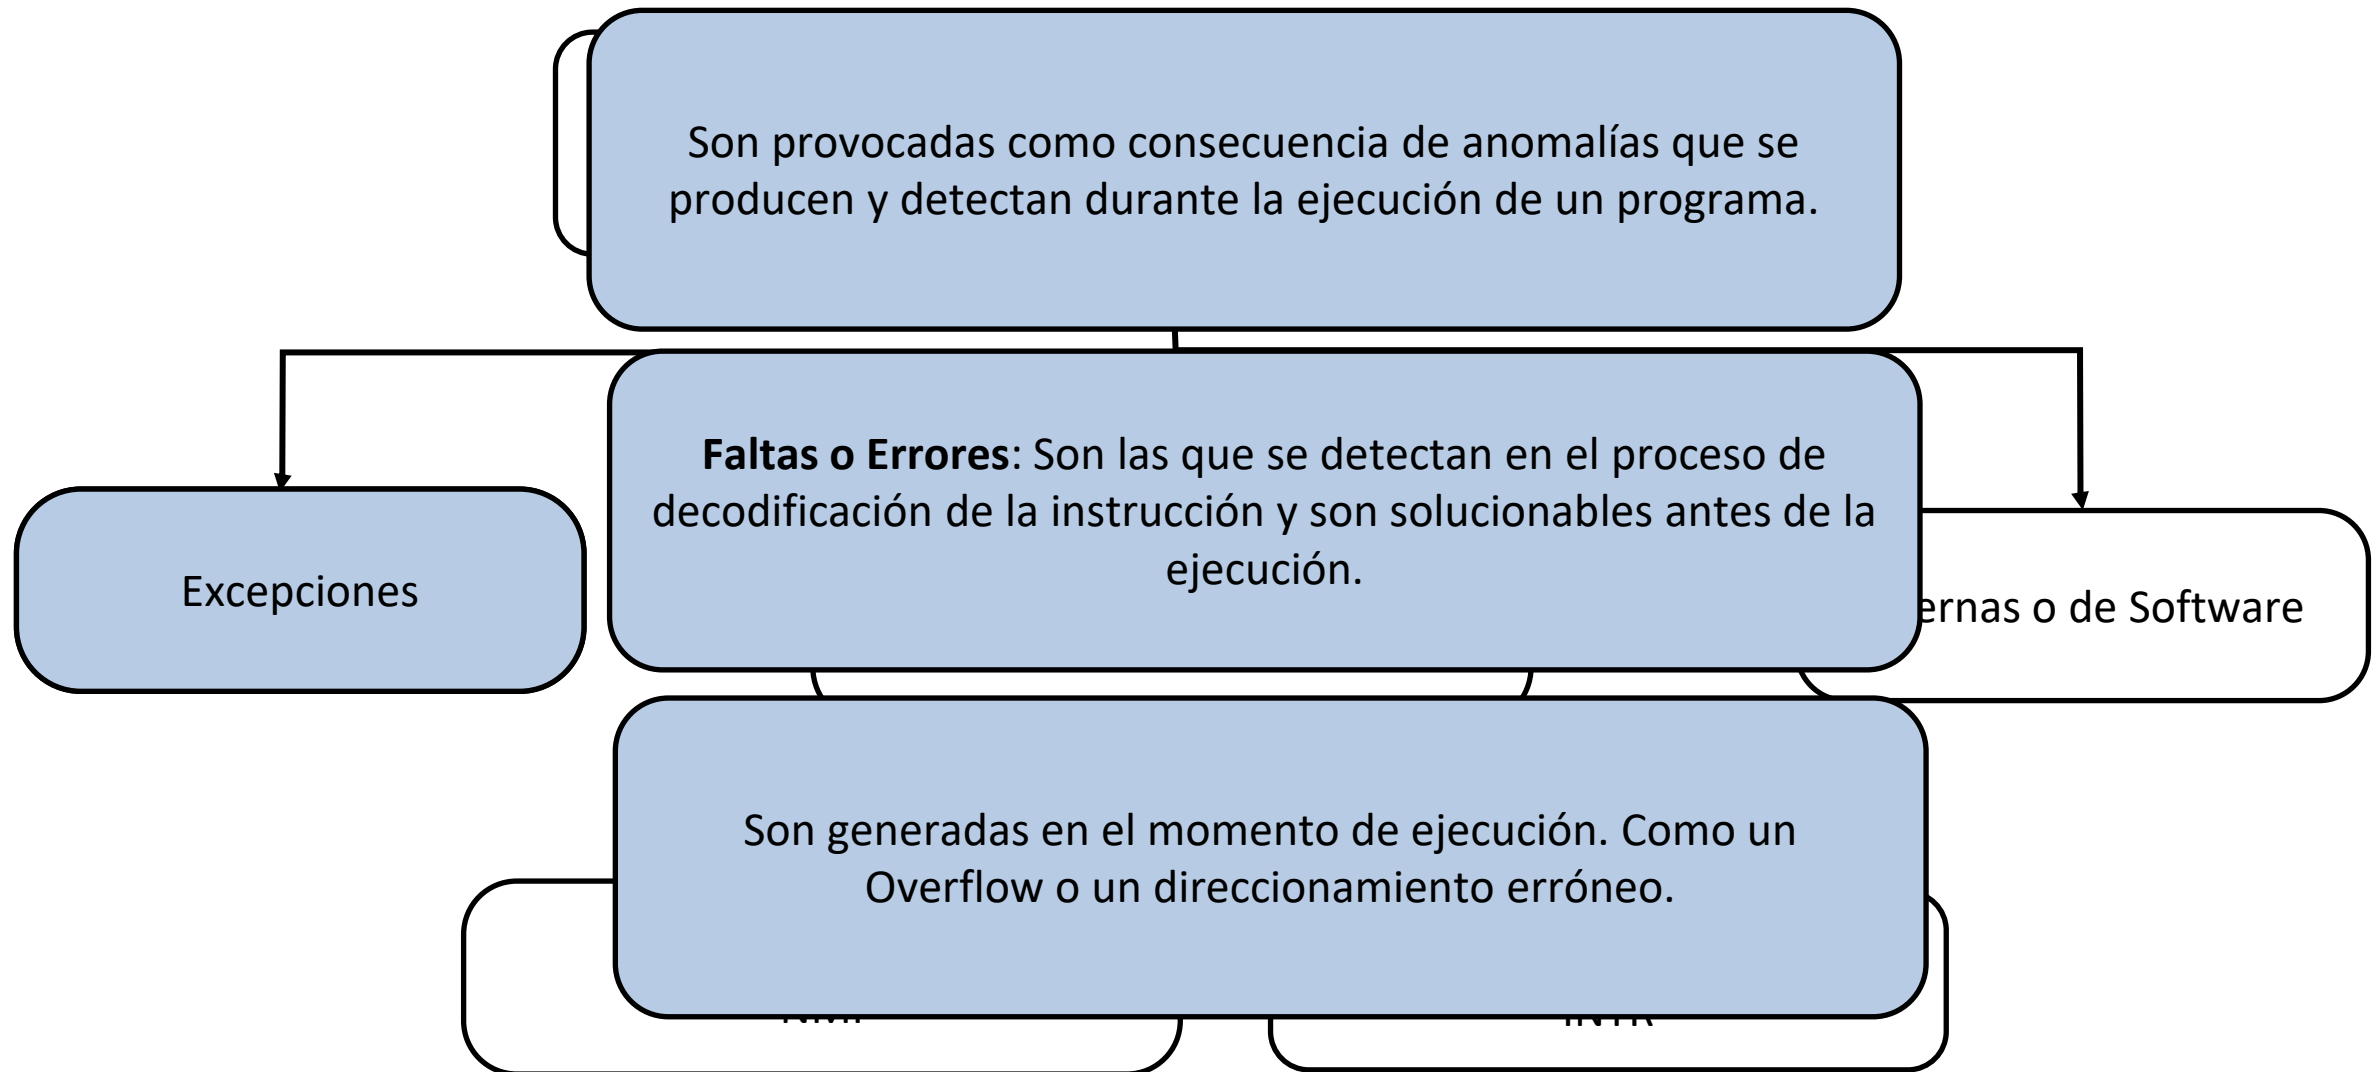 Son provocadas como consecuencia de anomalías que se
producen y detectan durante la ejecución de un programa.
Faltas o Errores: Son las que se detectan en el proceso de
decodificación de la instrucción y son solucionables antes de la
ejecución.
Excepciones
ernas o de Software
Son generadas en el momento de ejecución. Como un
Overflow o un direccionamiento erróneo.